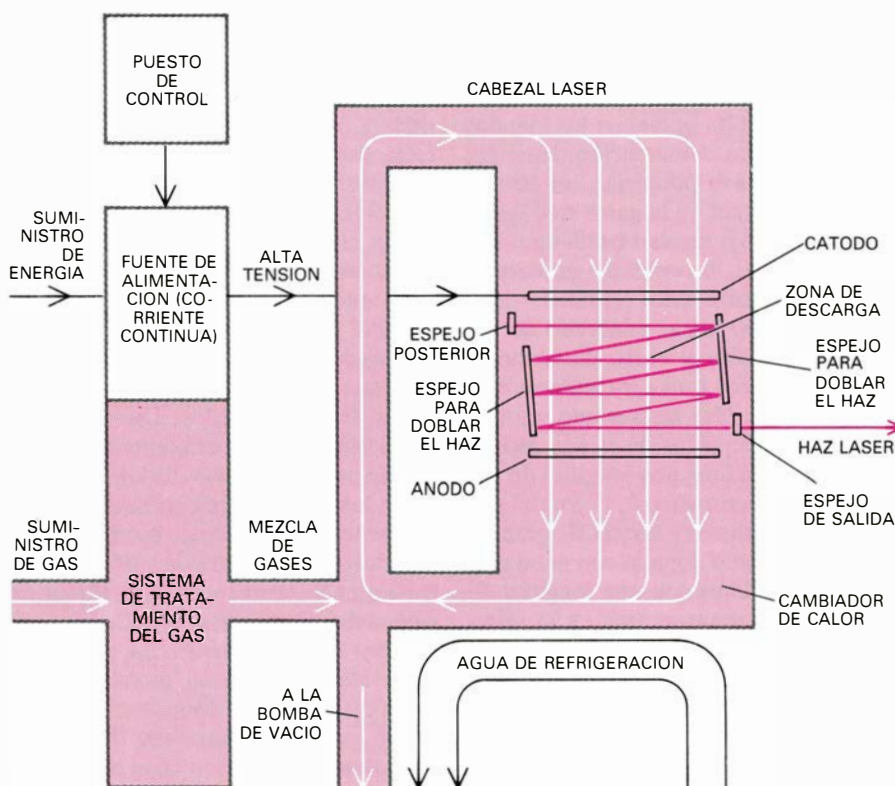 PUESTO
DE
CONTROL
CABEZAL LASER
SUMI-
NISTRO
DE
ENERGIA
FUENTE DE
ALIMENTA-
CION (CO-
RRIENTE
CONTINUA)
ALTA
TENSION
CATODO
ZONA DE
DESCARGA
ESPEJO
POSTERIOR
ESPEJO
PARA
DOBLAR
EL HAZ
ESPEJO
PARA
DOBLAR
EL HAZ
HAZ LASER
ANODO
ESPEJO
DE SALIDA
SUMI-
NISTRO
DE GAS
MEZCLA
DE
GASES
SISTEMA
DE TRATA-
MIENTO
DEL GAS
CAMBIADOR
DE CALOR
AGUA DE REFRIGERACION
A LA
BOMBA
DE VACIO